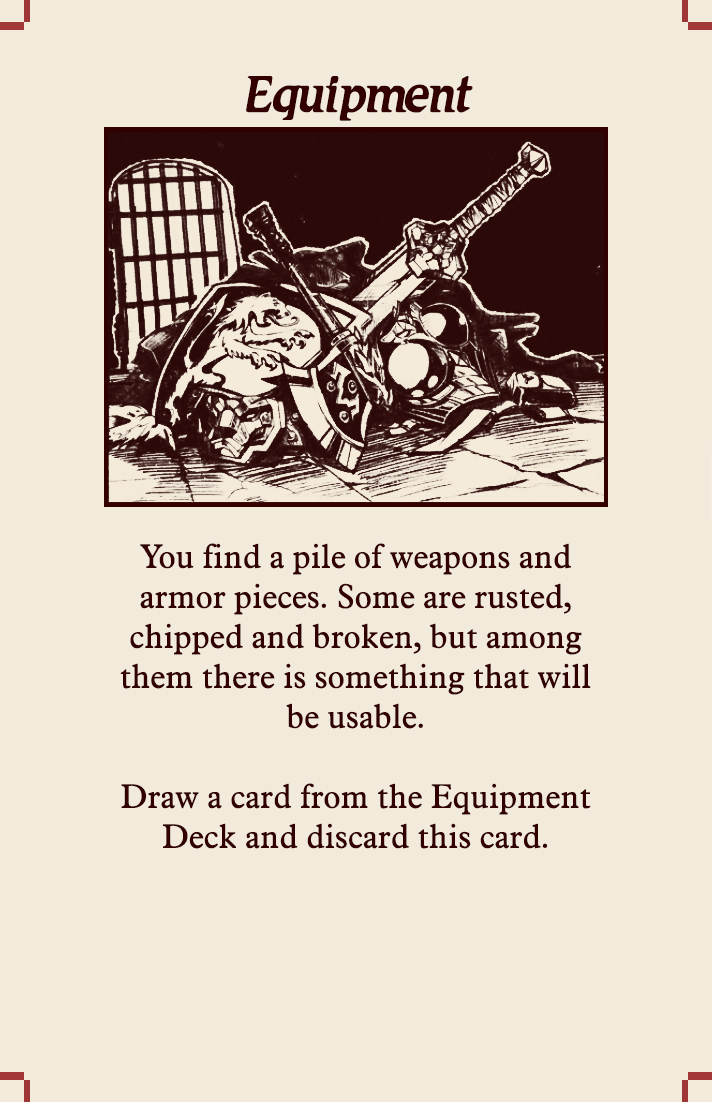 Equipment
You find a pile of weapons and
armor pieces. Some are rusted,
chipped and broken, but among
them there is something that will
be usable.
Draw a card from the Equipment
Deck and discard this card.